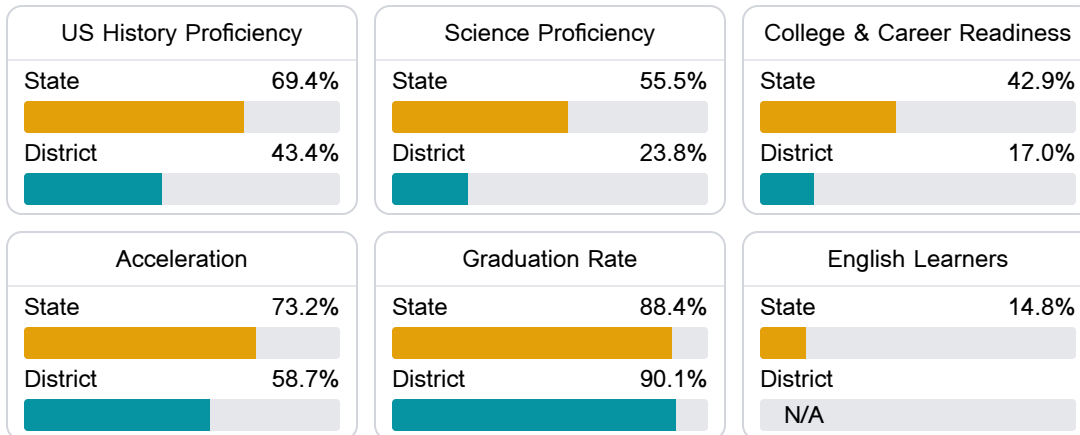 US History Proficiency
State 69.4%
District 43.4%
Science Proficiency
State 55.5%
District 23.8%
College & Career Readiness
State 42.9%
District 17.0%
Acceleration
State 73.2%
District 58.7%
Graduation Rate
State 88.4%
District 90.1%
English Learners
State 14.8%
District
N/A